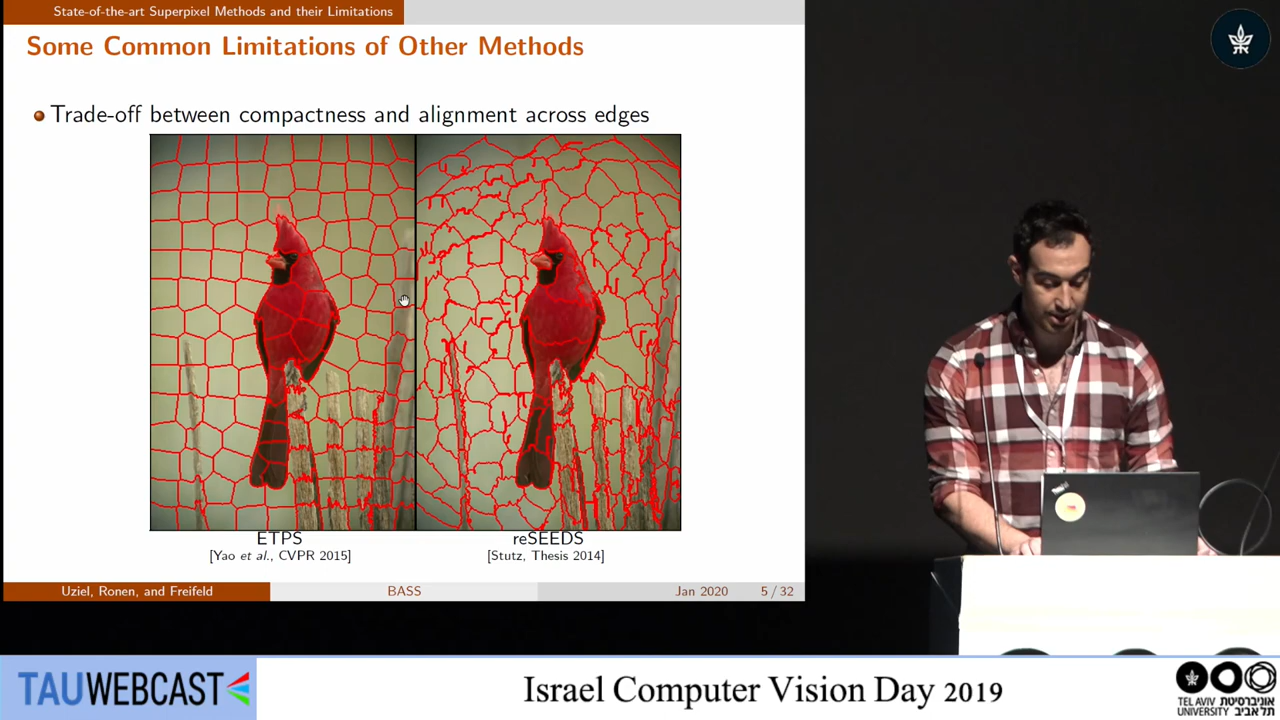 State-of-the-art Superpixel Methods and their Limitations
Some Common Limitations of Other Methods
Trade-off between compactness and alignment across edges
ETPS
[Yao et al., CVPR 2015]
reSEEDS
[Stutz, Thesis 2014]
Uziel, Ronen, and Freifeld
BASS
Jan 2020
5 / 32
TAUWEBCAST
Israel Computer Vision Day 2019
TEL AVIV אוניברסיטת
UNIVERSITY תל אביב